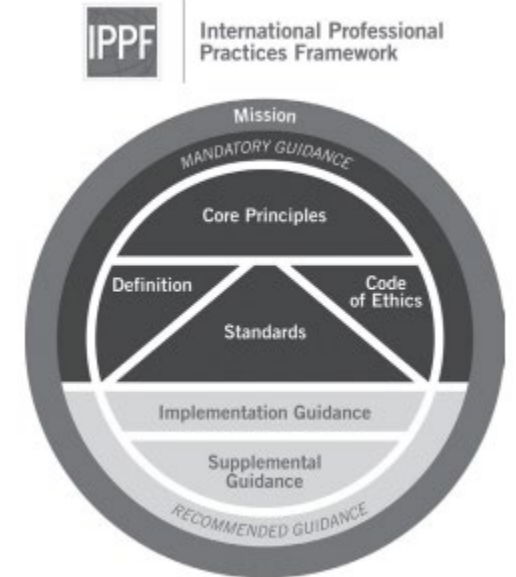 IPPF
International Professional
Practices Framework
Mission
MANDATORY GUIDANCE
Core Principles
Definition
Code
of Ethics
Standards
Implementation Guidance
Supplemental
Guidance
RECOMMENDED GUIDANCE